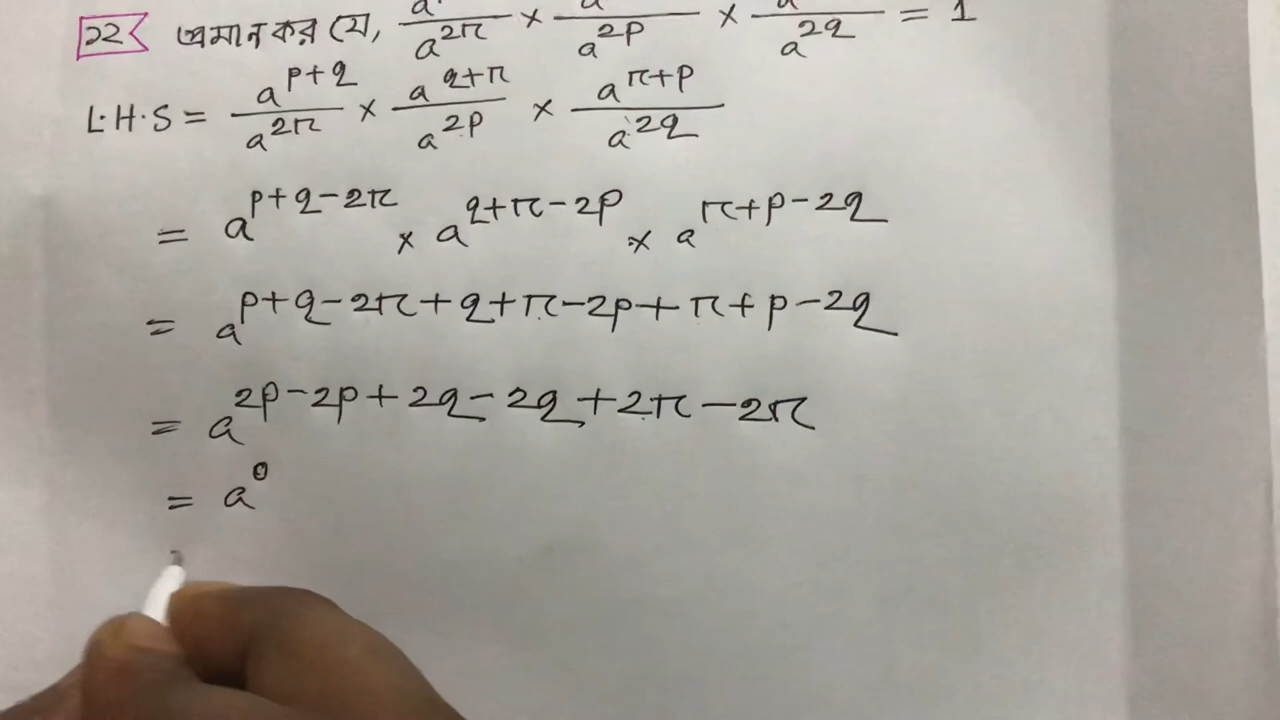 ১২ প্রমান কর যে, a/a^2r × a/a^2p × a/a^2q = 1
L.H.S = a^p+q/a^2r × a^q+r/a^2p × a^r+p/a^2q
= a^p+q-2r × a^q+r-2p × a^r+p-2q
= a^p+q-2r+q+r-2p+r+p-2q
= a^2p-2p+2q-2q+2r-2r
= a^0